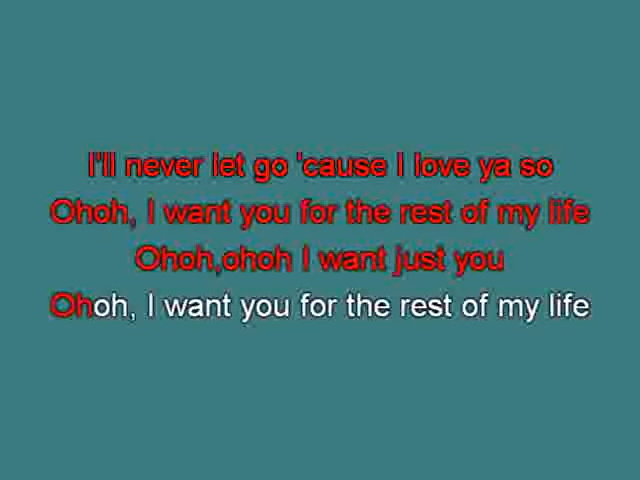 I'll never let go 'cause I love ya so
Ohoh, I want you for the rest of my life
Ohoh,ohoh I want just you
Ohoh, I want you for the rest of my life